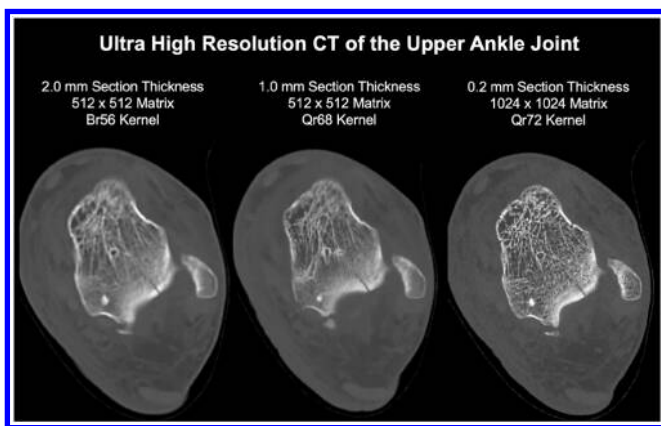 Ultra High Resolution CT of the Upper Ankle Joint
2.0 mm Section Thickness
512 x 512 Matrix
Br56 Kernel
1.0 mm Section Thickness
512 x 512 Matrix
Qr68 Kernel
0.2 mm Section Thickness
1024 x 1024 Matrix
Qr72 Kernel